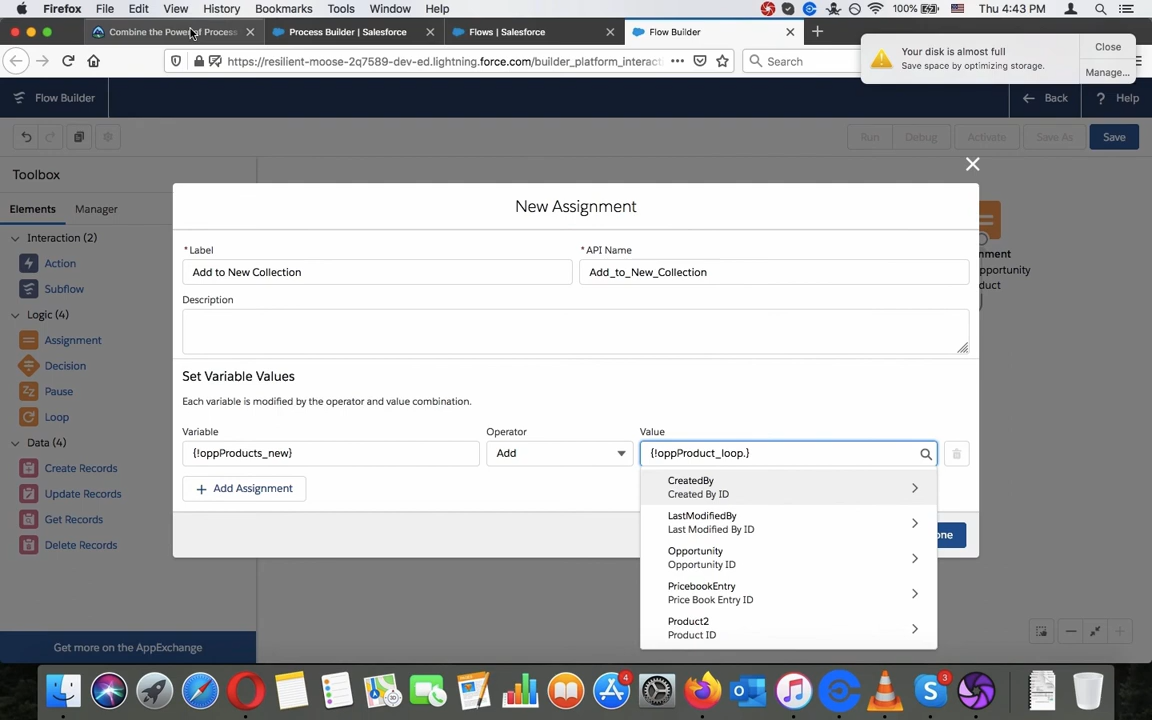 Firefox File Edit View History Bookmarks Tools Window Help 100% Thu 4:43 PM
Combine the Power of Process
Process Builder | Salesforce
Flows | Salesforce
Flow Builder
https://resilient-moose-2q7589-dev-ed.lightning.force.com/builder_platform_interac
Search
Your disk is almost full
Save space by optimizing storage.
Close
Manage...
Flow Builder
Back
? Help
Run
Debug
Activate
Save As
Save
Toolbox
Elements
Manager
Interaction (2)
Action
Subflow
Logic (4)
Assignment
Decision
Pause
Loop
Data (4)
Create Records
Update Records
Get Records
Delete Records
Get more on the AppExchange
New Assignment
*Label
Add to New Collection
*API Name
Add_to_New_Collection
Description
Set Variable Values
Each variable is modified by the operator and value combination.
Variable
{!oppProducts_new}
Operator
Add
Value
{!oppProduct_loop.}
+ Add Assignment
CreatedBy
Created By ID
LastModifiedBy
Last Modified By ID
Opportunity
Opportunity ID
PricebookEntry
Price Book Entry ID
Product2
Product ID
4
3